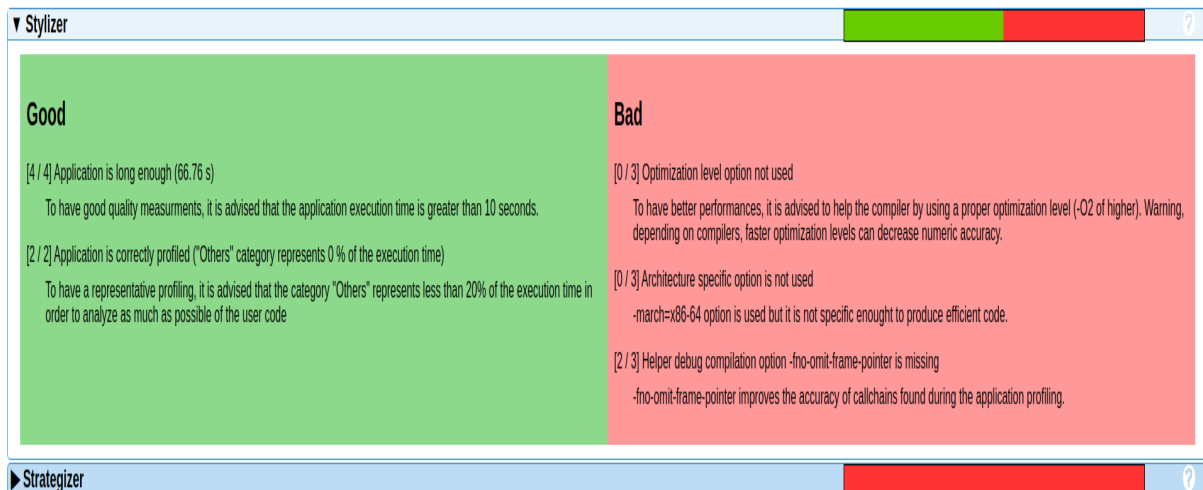 ▼ Stylizer
?
Good
[4 / 4] Application is long enough (66.76 s)
To have good quality measurments, it is advised that the application execution time is greater than 10 seconds.
[2 / 2] Application is correctly profiled ("Others" category represents 0 % of the execution time)
To have a representative profiling, it is advised that the category "Others" represents less than 20% of the execution time in
order to analyze as much as possible of the user code
Bad
[0 / 3] Optimization level option not used
To have better performances, it is advised to help the compiler by using a proper optimization level (-O2 of higher). Warning,
depending on compilers, faster optimization levels can decrease numeric accuracy.
[0 / 3] Architecture specific option is not used
-march=x86-64 option is used but it is not specific enought to produce efficient code.
[2 / 3] Helper debug compilation option -fno-omit-frame-pointer is missing
-fno-omit-frame-pointer improves the accuracy of callchains found during the application profiling.
▶ Strategizer
?